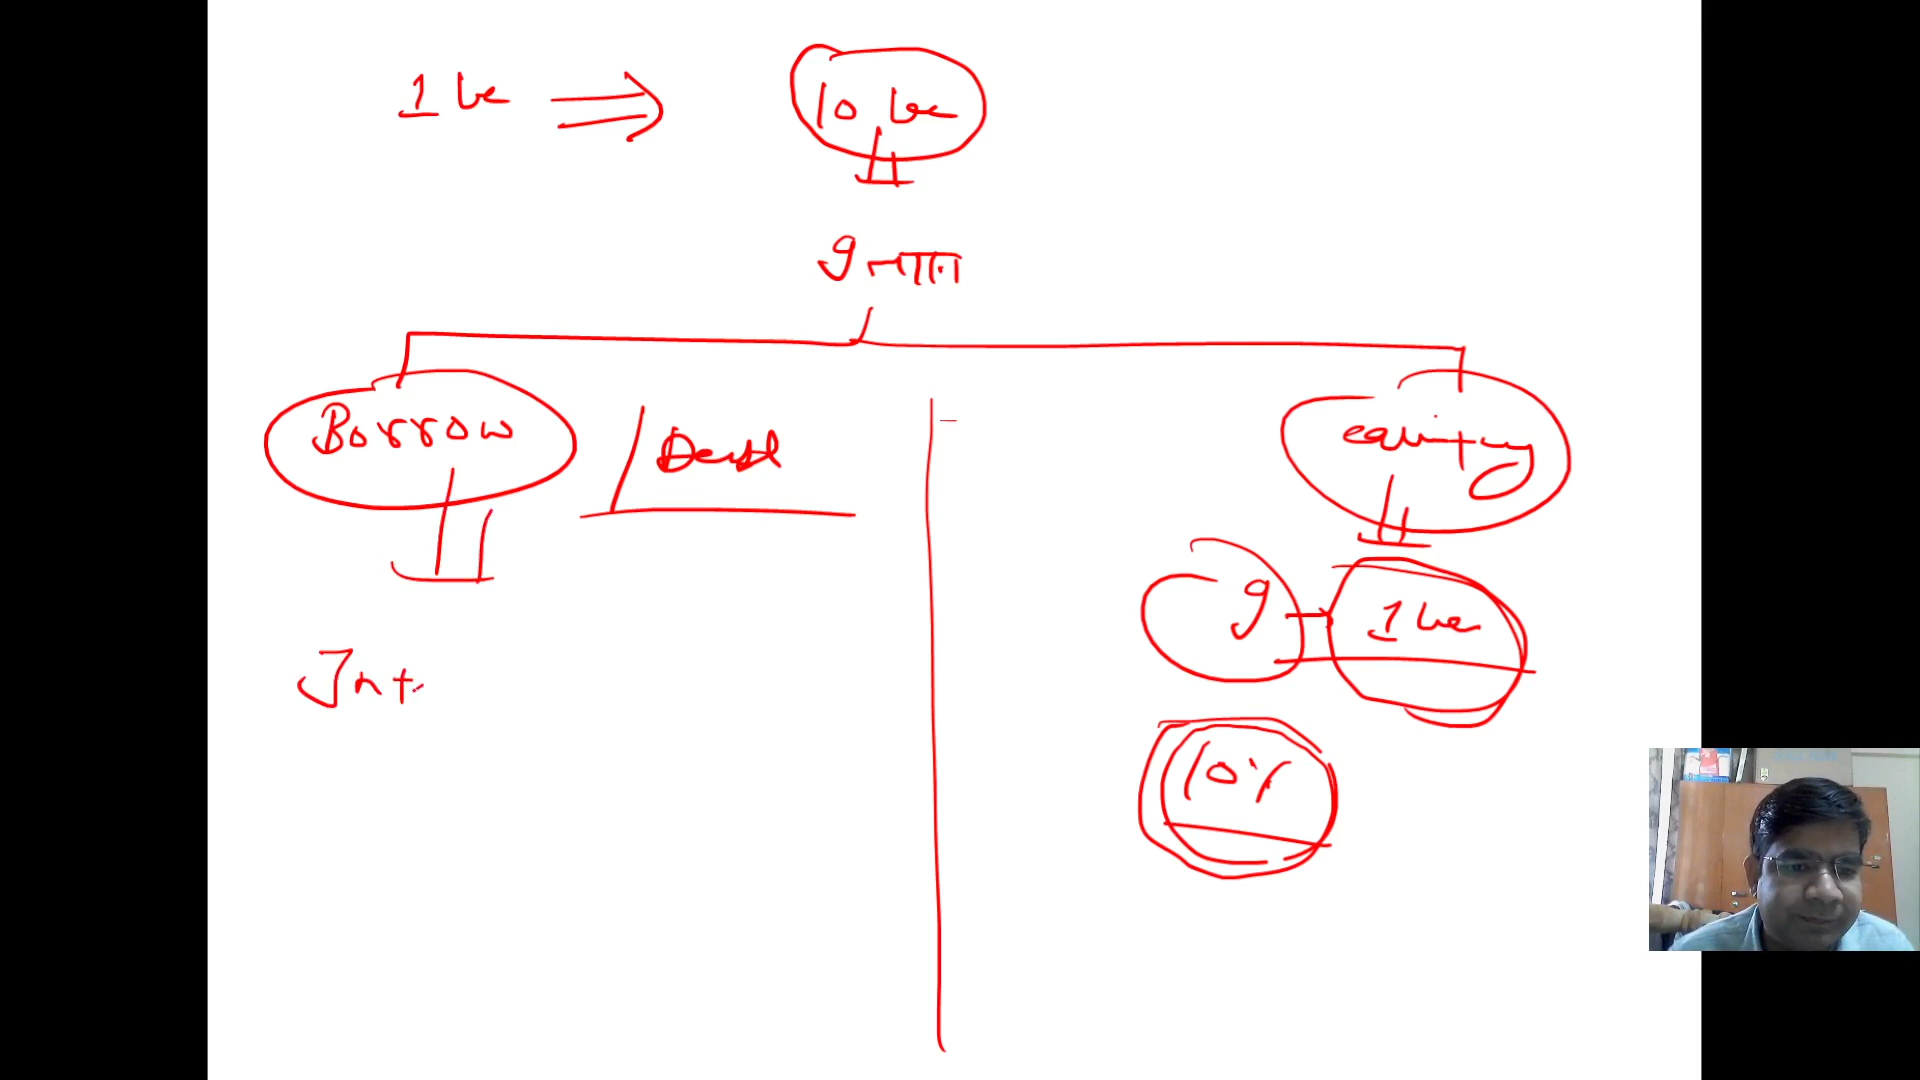 1 lac
10 lac
9 लाख
Borrow
Debt
equity
9 1 lac
10%
Int